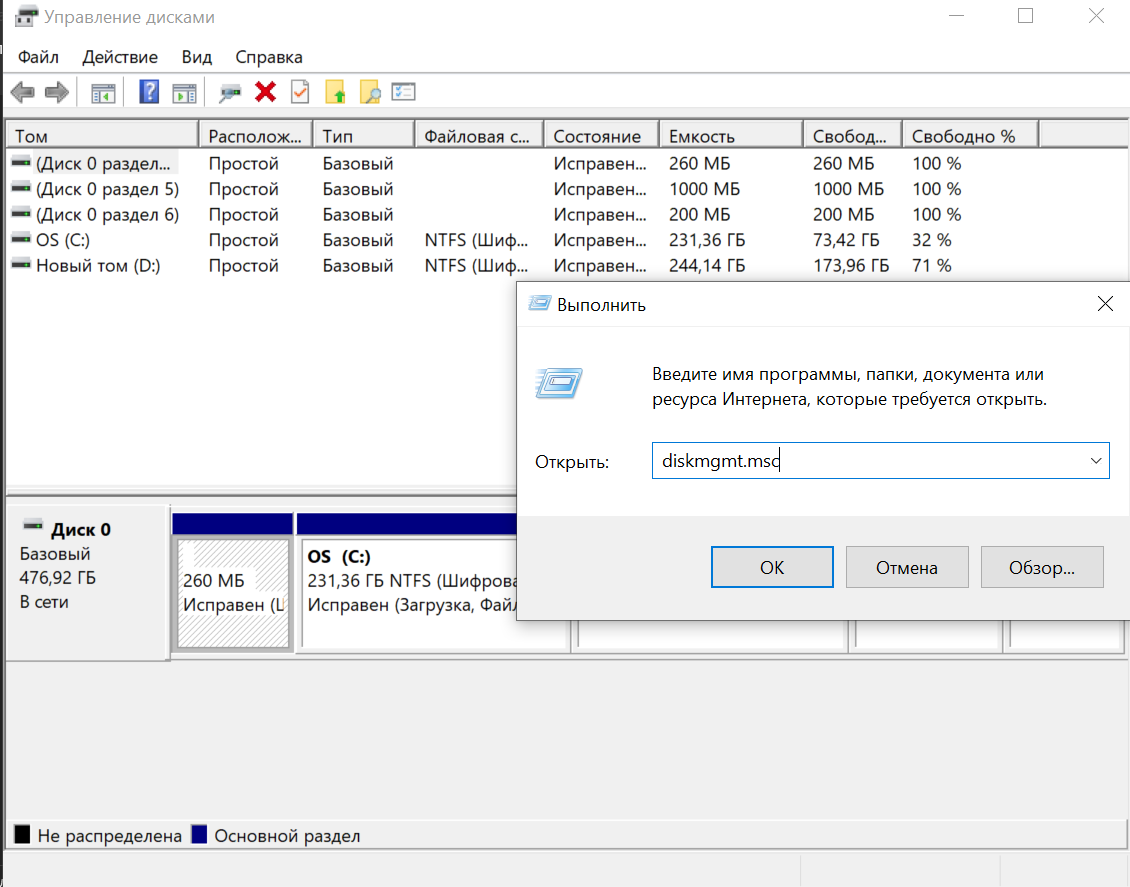 Управление дисками
Файл Действие Вид Справка
Том Располож... Тип Файловая с... Состояние Емкость Свобод... Свободно %
(Диск 0 раздел... Простой Базовый Исправен... 260 МБ 260 МБ 100 %
(Диск 0 раздел 5) Простой Базовый Исправен... 1000 МБ 1000 МБ 100 %
(Диск 0 раздел 6) Простой Базовый Исправен... 200 МБ 200 МБ 100 %
OS (C:) Простой Базовый NTFS (Шиф... Исправен... 231,36 ГБ 73,42 ГБ 32 %
Новый том (D:) Простой Базовый NTFS (Шиф... Исправен... 244,14 ГБ 173,96 ГБ 71 %
Выполнить
Введите имя программы, папки, документа или
ресурса Интернета, которые требуется открыть.
Открыть: diskmgmt.msc
OK Отмена Обзор...
Диск 0
Базовый
476,92 ГБ
В сети
260 МБ
Исправен (Ш
OS (C:)
231,36 ГБ NTFS (Шифрова
Исправен (Загрузка, Фай
Не распределена Основной раздел